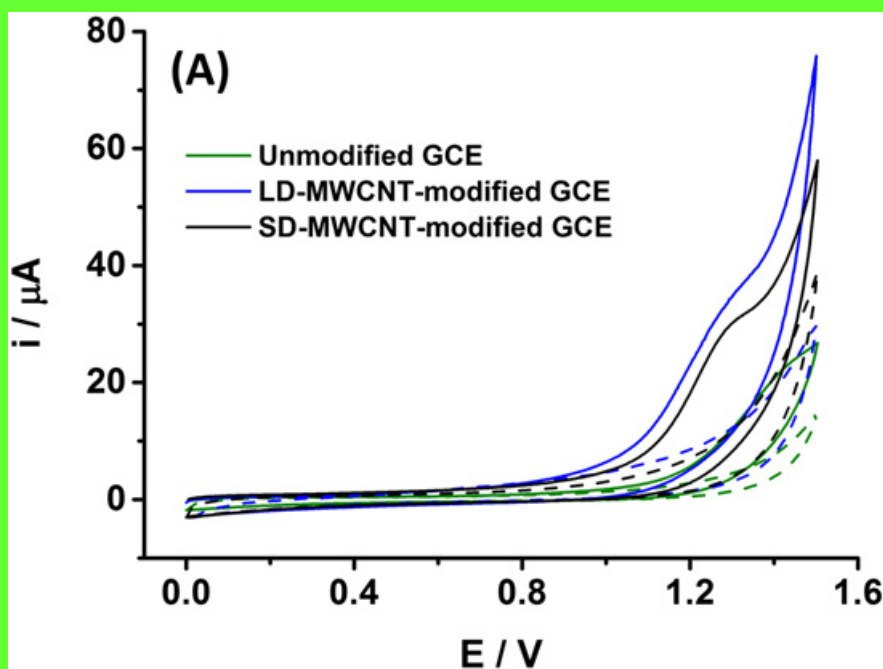 80
(A)
Unmodified GCE
60
LD-MWCNT-modified GCE
SD-MWCNT-modified GCE
40
i / μA
20
0
0.0 0.4 0.8 1.2 1.6
E / V